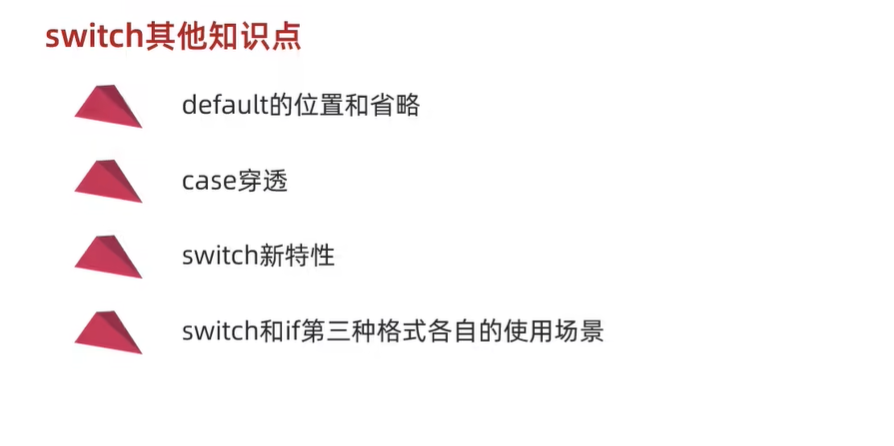 switch其他知识点
default的位置和省略
case穿透
switch新特性
switch和if第三种格式各自的使用场景